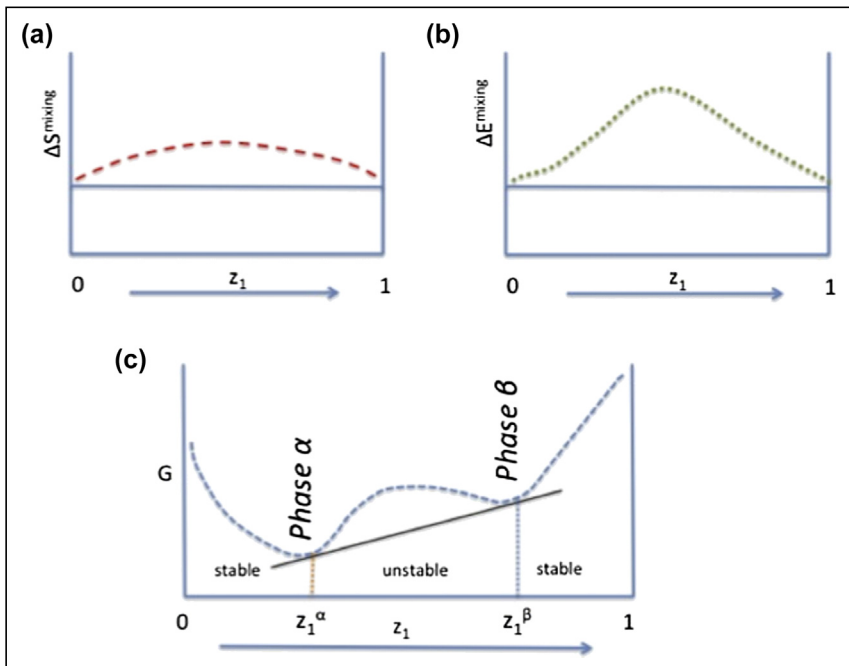 (a)
ΔS^mixing
0 z₁ 1
(b)
ΔE^mixing
0 z₁ 1
(c)
G
Phase α
Phase β
stable unstable stable
0 z₁^α z₁ z₁^β 1